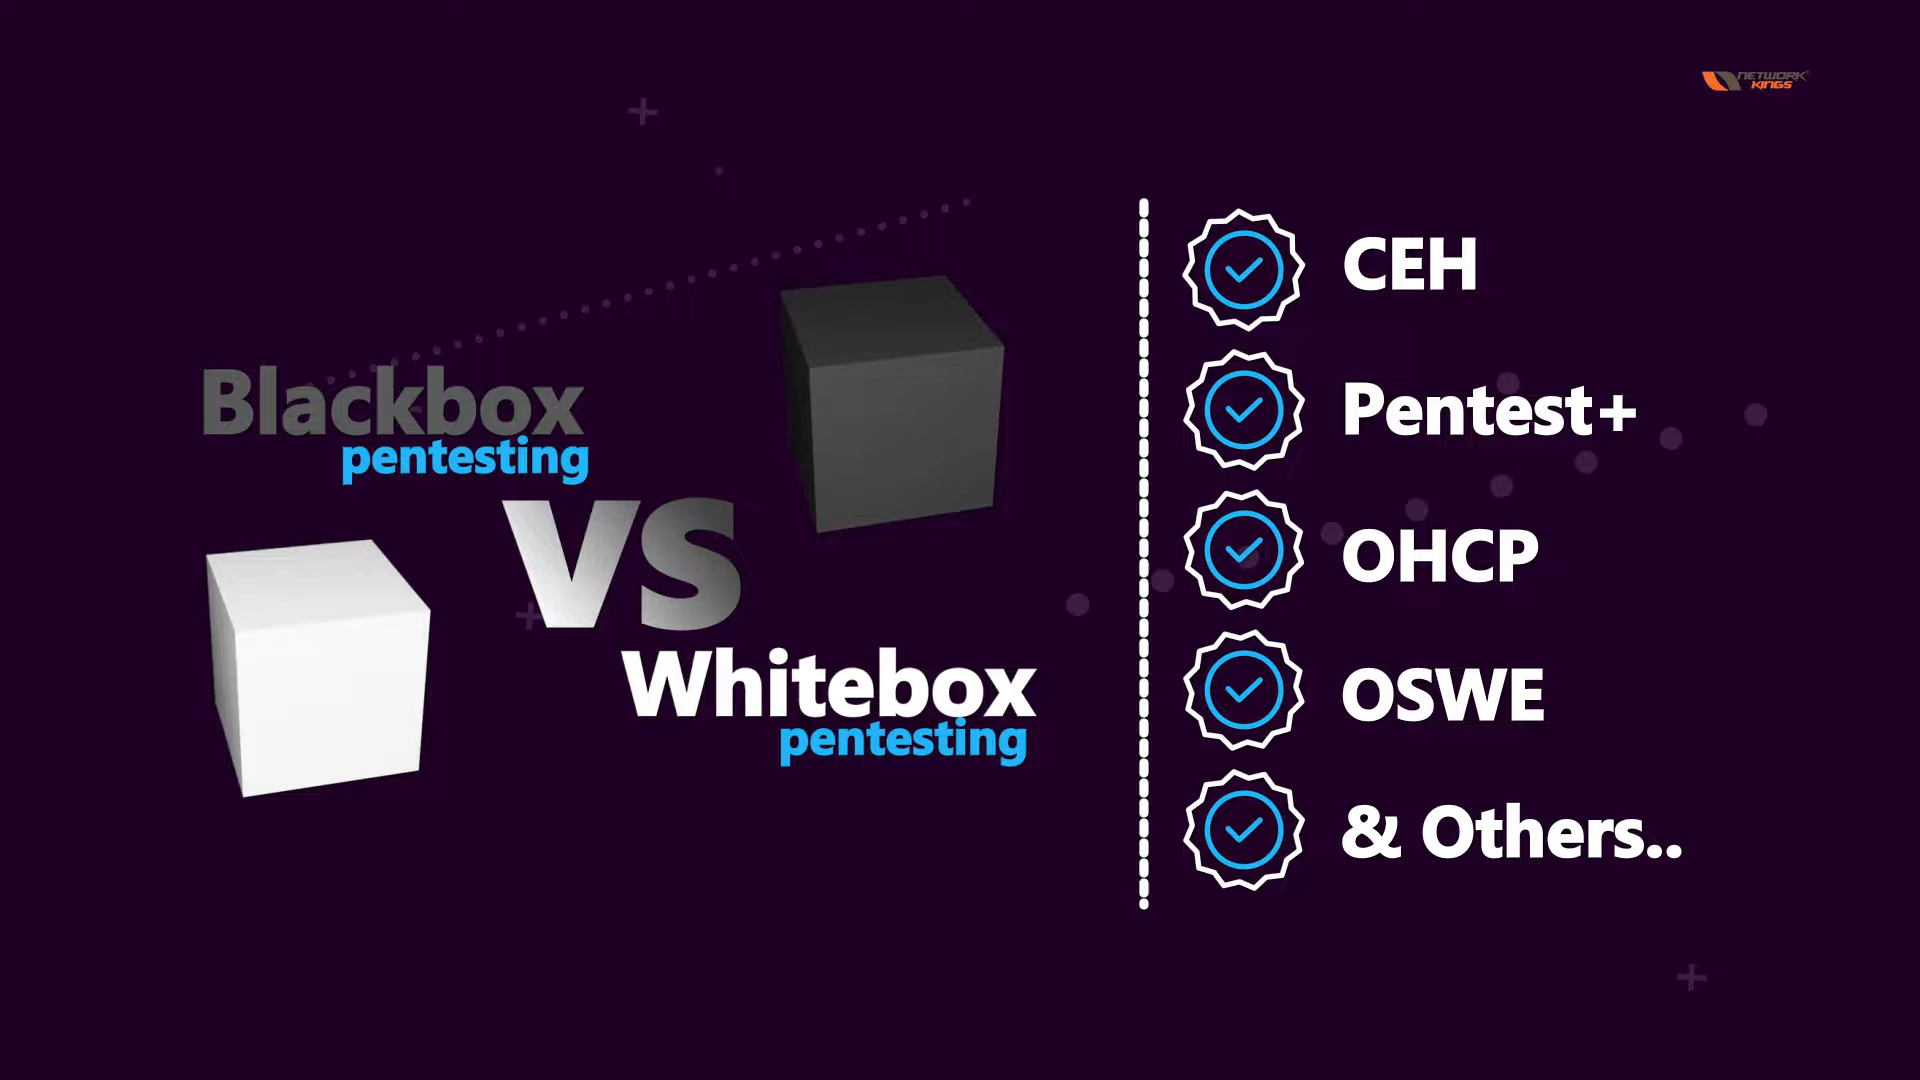 NETWORK
KINGS
Blackbox
pentesting
VS
Whitebox
pentesting
CEH
Pentest+
OHCP
OSWE
& Others..